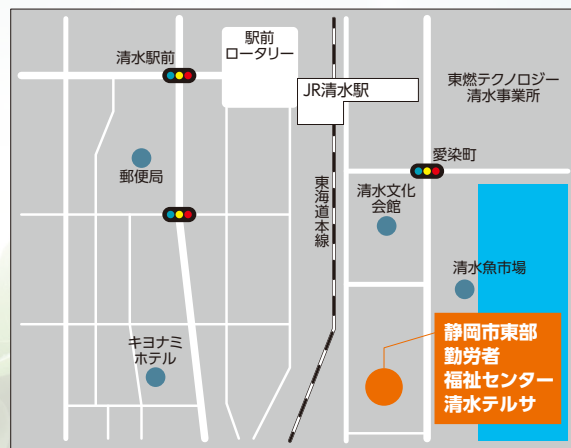 駅前
ロータリー
清水駅前
JR清水駅
東燃テクノロジー
清水事業所
愛染町
郵便局
清水文化
会館
東海道本線
清水魚市場
キヨナミ
ホテル
静岡市東部
勤労者
福祉センター
清水テルサ